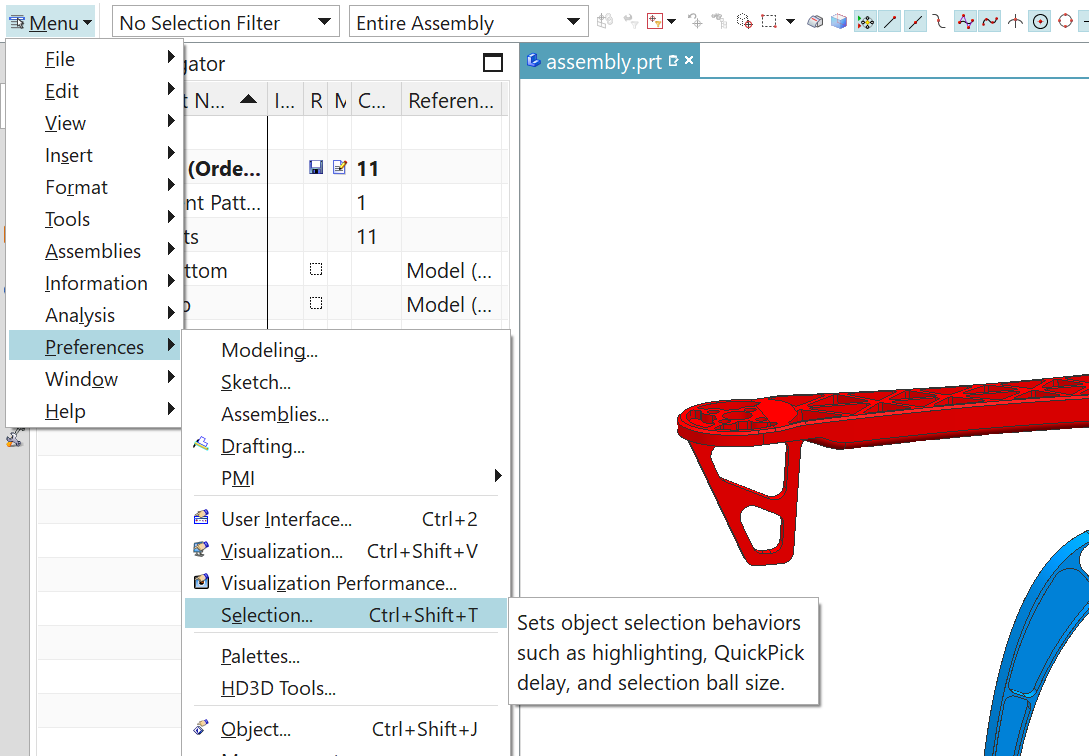 Menu
No Selection Filter
Entire Assembly
File
Edit
View
Insert
Format
Tools
Assemblies
Information
Analysis
Preferences
Window
Help
gator
t N...
I...
R
M
C...
Referen...
(Orde...
11
nt Patt...
1
ts
11
ttom
Model (...
Model (...
assembly.prt
Modeling...
Sketch...
Assemblies...
Drafting...
PMI
User Interface... Ctrl+2
Visualization... Ctrl+Shift+V
Visualization Performance...
Selection... Ctrl+Shift+T
Palettes...
HD3D Tools...
Object... Ctrl+Shift+J
Sets object selection behaviors
such as highlighting, QuickPick
delay, and selection ball size.